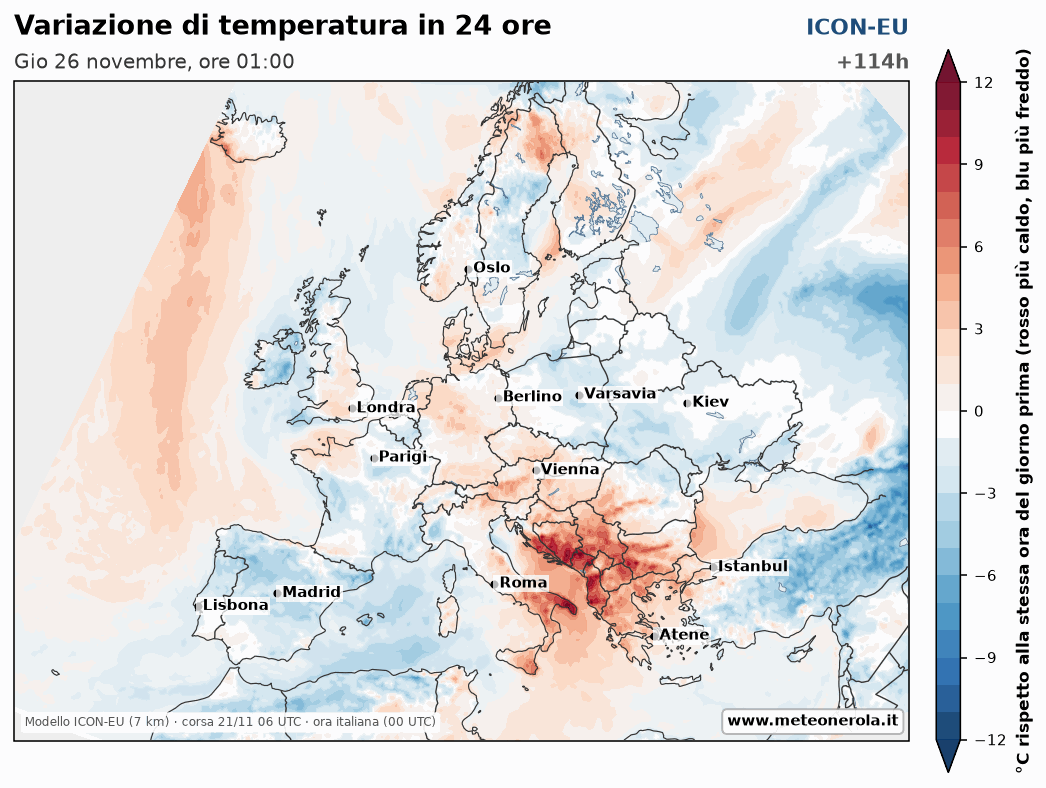 Variazione di temperatura in 24 ore
ICON-EU
Gio 26 novembre, ore 01:00
+114h
Oslo
Londra
Berlino
Varsavia
Kiev
Parigi
Vienna
Istanbul
Roma
Madrid
Lisbona
Atene
Modello ICON-EU (7 km) · corsa 21/11 06 UTC · ora italiana (00 UTC)
www.meteonerola.it
12
9
6
3
0
−3
−6
−9
−12
°C rispetto alla stessa ora del giorno prima (rosso più caldo, blu più freddo)